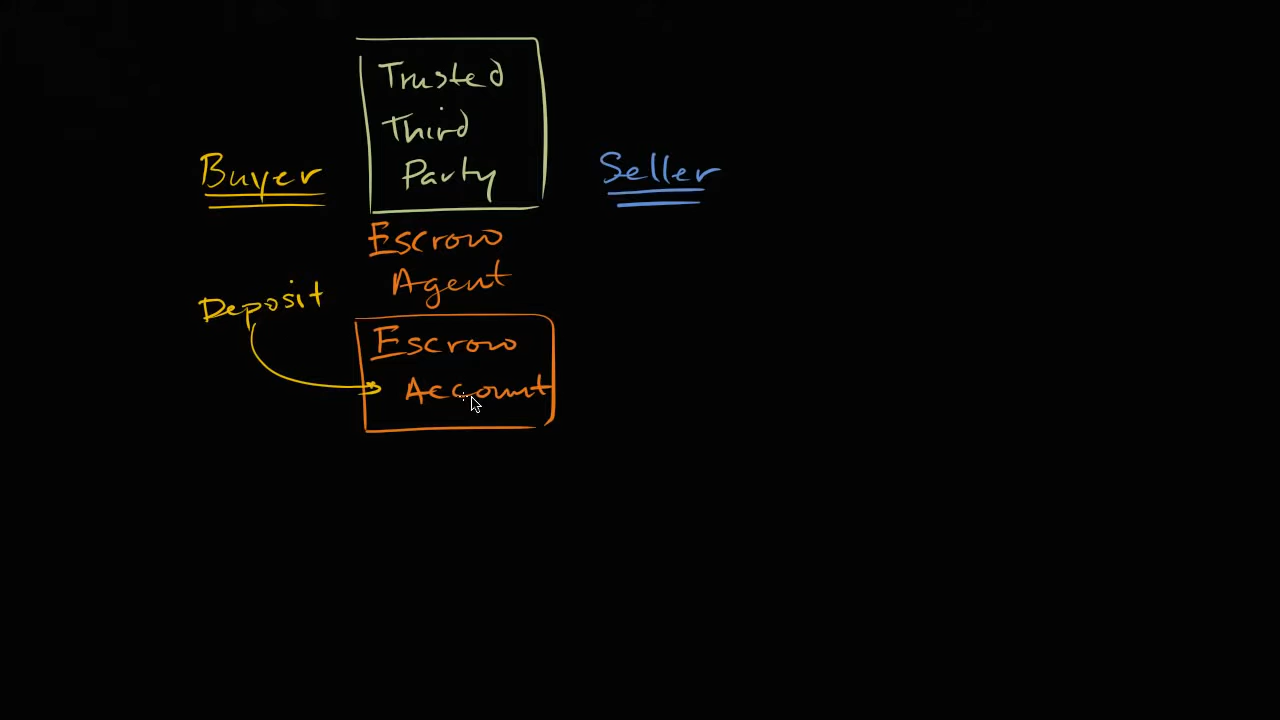 Trusted
Third
Party
Buyer
Seller
Escrow
Agent
Deposit
Escrow
Account